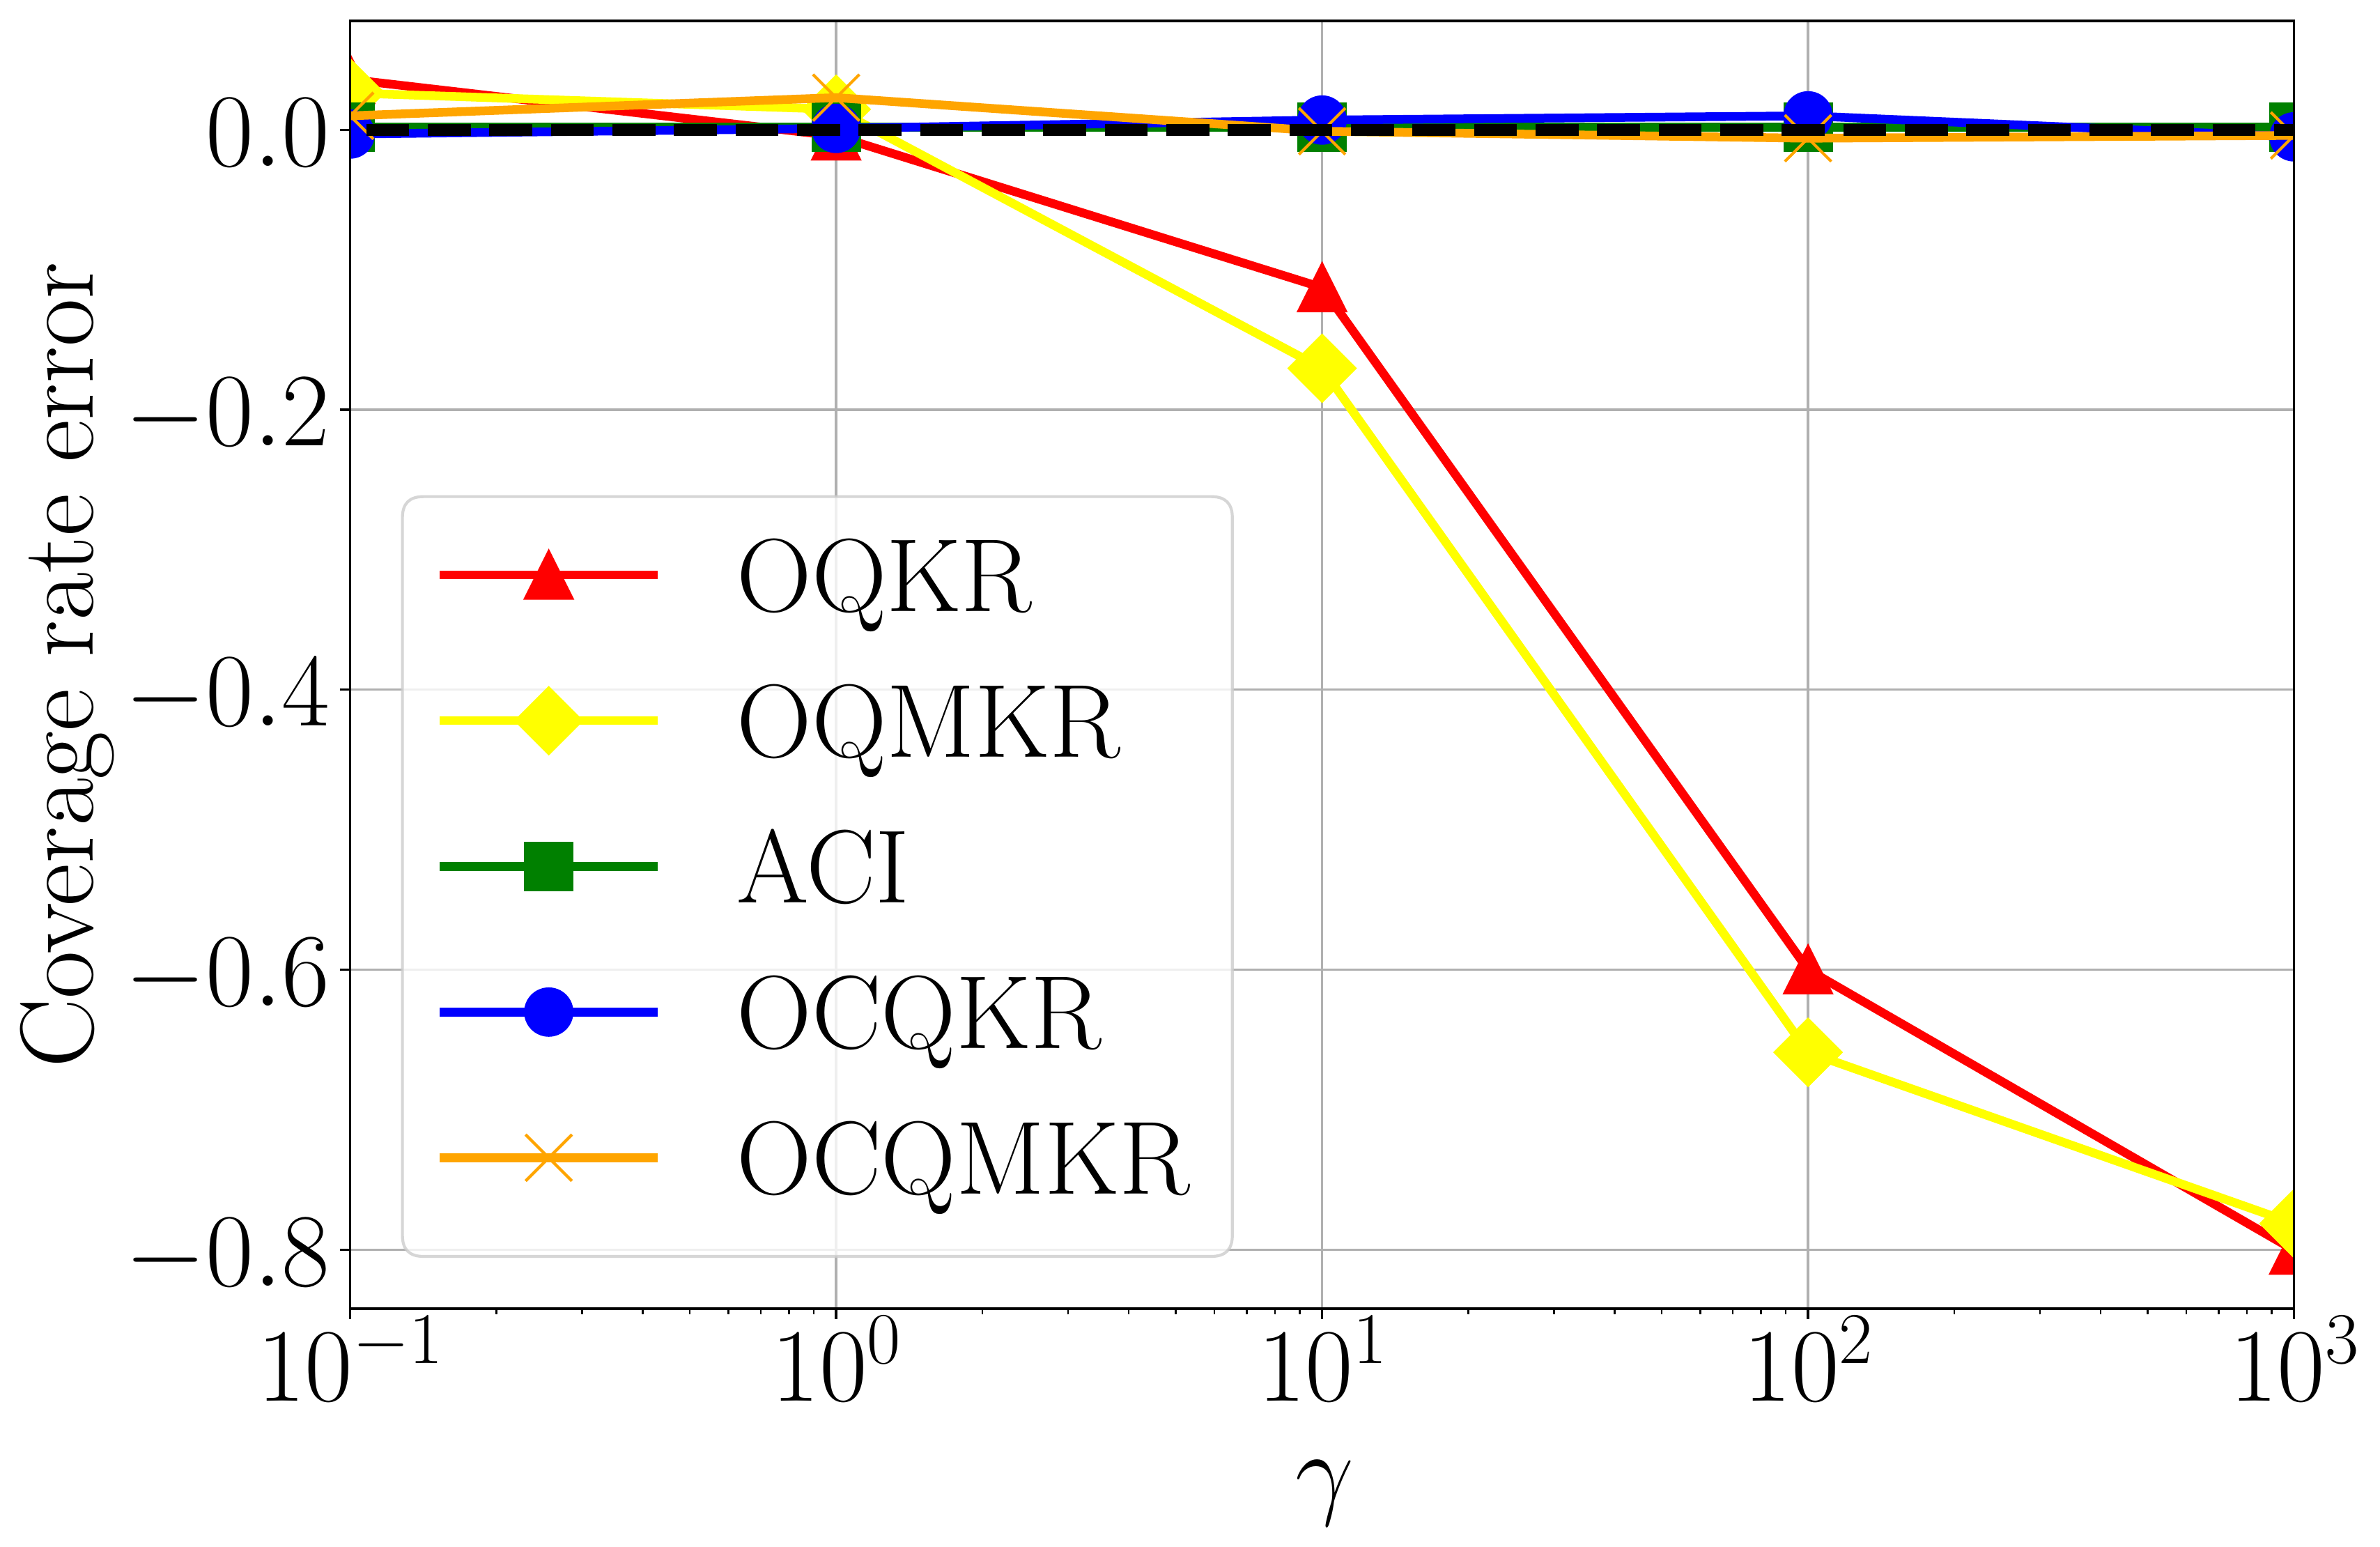 Coverage rate error
0.0
−0.2
−0.4
−0.6
−0.8
OQKR
OQMKR
ACI
OCQKR
OCQMKR
10⁻¹ 10⁰ 10¹ 10² 10³
γ